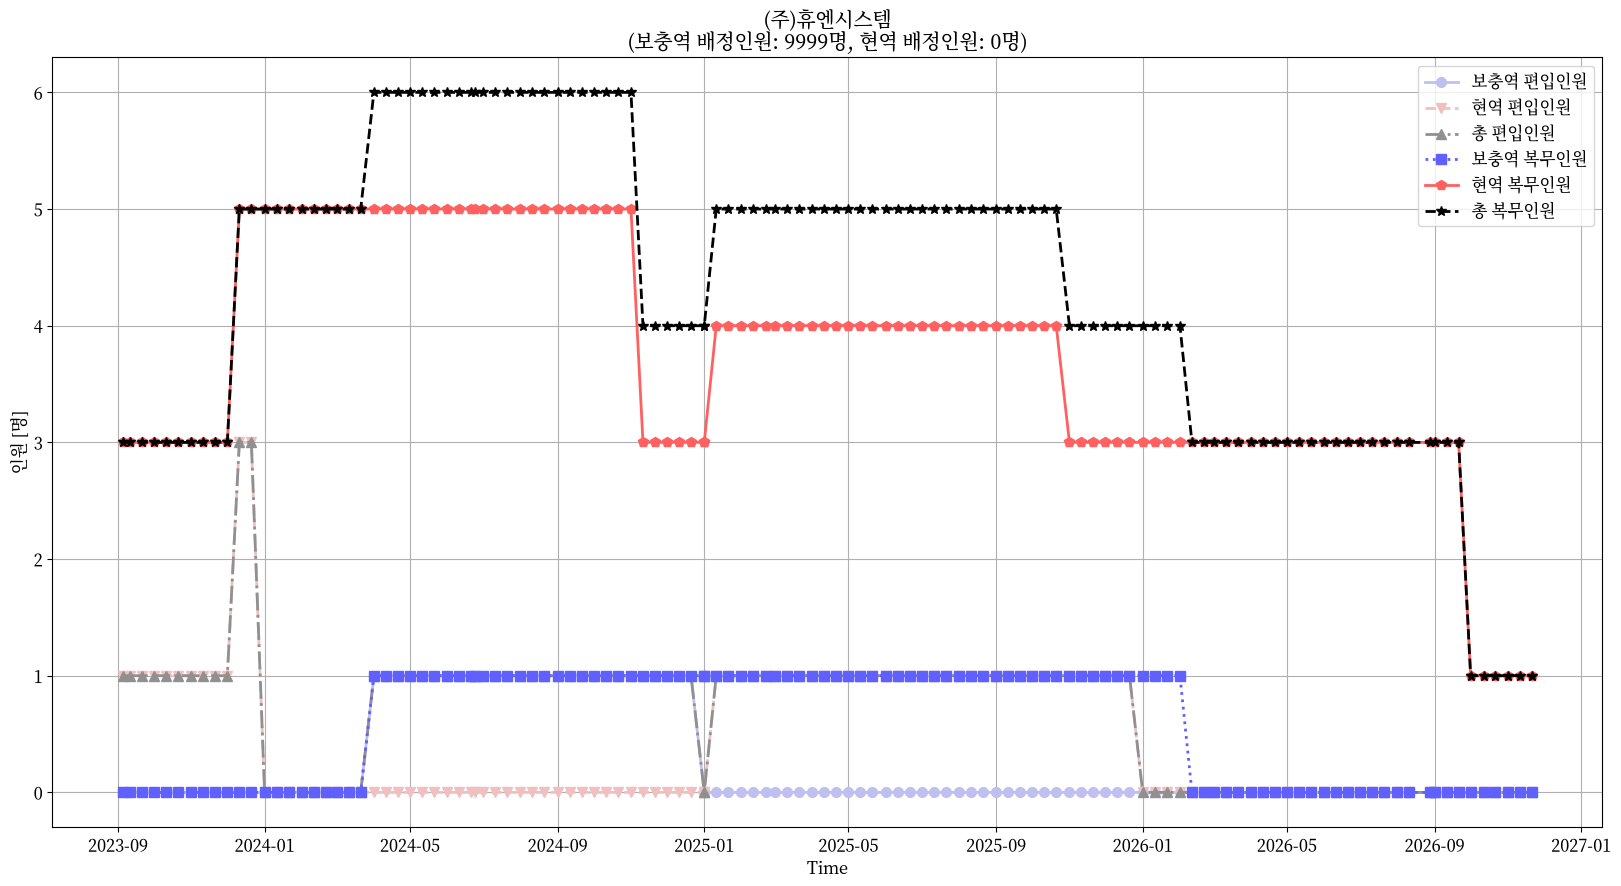 (주)휴엔시스템
(보충역 배정인원: 9999명, 현역 배정인원: 0명)
보충역 편입인원
현역 편입인원
총 편입인원
보충역 복무인원
현역 복무인원
총 복무인원
인원 [명]
6
5
4
3
2
1
0
2023-09 2024-01 2024-05 2024-09 2025-01 2025-05 2025-09 2026-01 2026-05 2026-09 2027-01
Time